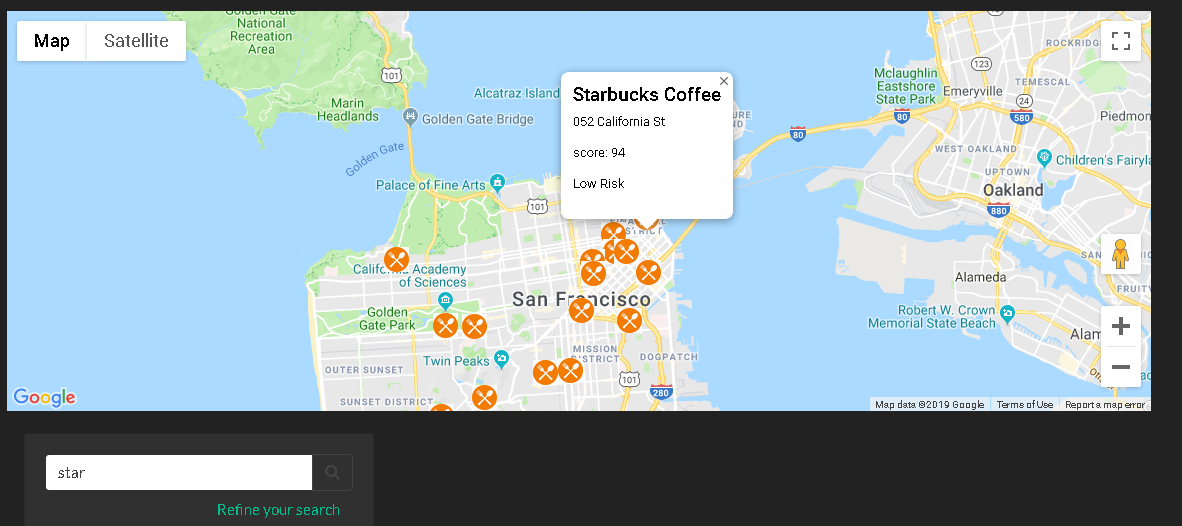 Golden Gate
National
Recreation
Area
Map
Satellite
101
ROCKRIDG
123
Mclaughlin
Eastshore
State Park
TEMESCAL
Emeryville
24
Marin
Headlands
Alcatraz Island
Starbucks Coffee
052 California St
score: 94
Low Risk
80
580
Piedmon
Golden Gate Bridge
80
Golden Gate
WEST OAKLAND
Children's Fairyla
UPTOWN
Oakland
Palace of Fine Arts
101
880
DISTRICT
California Academy
of Sciences
Alameda
San Francisco
Golden
Gate Park
Robert W. Crown
Memorial State Beach
FRUITV
Alam
Twin Peaks
MISSION
DISTRICT
DOGPATCH
OUTER SUNSET
101
280
SUNSET DISTRICT
Google
Map data ©2019 Google
Terms of Use
Report a map error
star
Refine your search